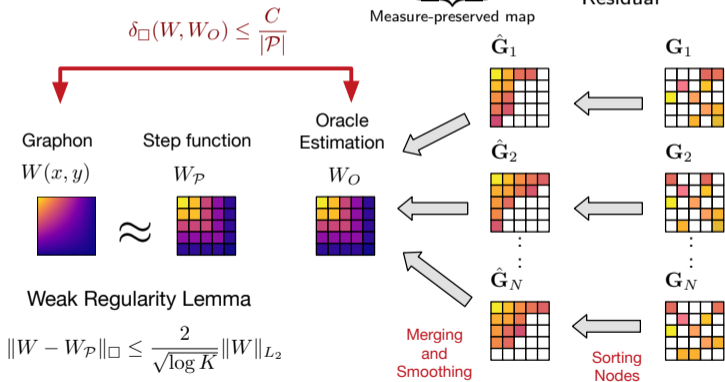 Measure-preserved map
Residual
δ□(W, W_O) ≤ C/|𝒫|
Ĝ₁
G₁
Graphon
W(x, y)
Step function
W_𝒫
Oracle
Estimation
W_O
≈
Ĝ₂
G₂
⋮
⋮
Ĝ_N
G_N
Weak Regularity Lemma
‖W − W_𝒫‖□ ≤ 2/√(log K) ‖W‖_{L₂}
Merging
and
Smoothing
Sorting
Nodes